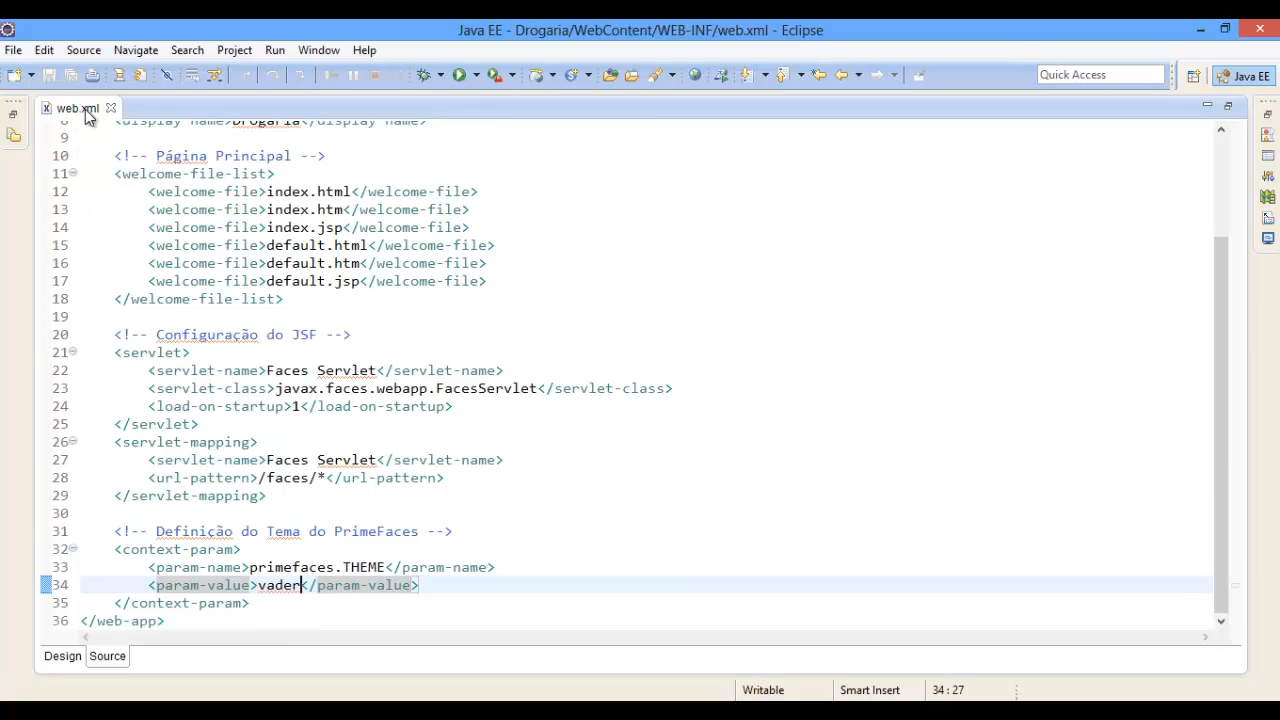 Java EE - Drogaria/WebContent/WEB-INF/web.xml - Eclipse
File Edit Source Navigate Search Project Run Window Help
Quick Access
Java EE
web.xml
8 <display-name>Drogaria</display-name>
9
10 <!-- Página Principal -->
11 <welcome-file-list>
12 <welcome-file>index.html</welcome-file>
13 <welcome-file>index.htm</welcome-file>
14 <welcome-file>index.jsp</welcome-file>
15 <welcome-file>default.html</welcome-file>
16 <welcome-file>default.htm</welcome-file>
17 <welcome-file>default.jsp</welcome-file>
18 </welcome-file-list>
19
20 <!-- Configuração do JSF -->
21 <servlet>
22 <servlet-name>Faces Servlet</servlet-name>
23 <servlet-class>javax.faces.webapp.FacesServlet</servlet-class>
24 <load-on-startup>1</load-on-startup>
25 </servlet>
26 <servlet-mapping>
27 <servlet-name>Faces Servlet</servlet-name>
28 <url-pattern>/faces/*</url-pattern>
29 </servlet-mapping>
30
31 <!-- Definição do Tema do PrimeFaces -->
32 <context-param>
33 <param-name>primefaces.THEME</param-name>
34 <param-value>vader</param-value>
35 </context-param>
36 </web-app>
Design Source
Writable Smart Insert 34 : 27